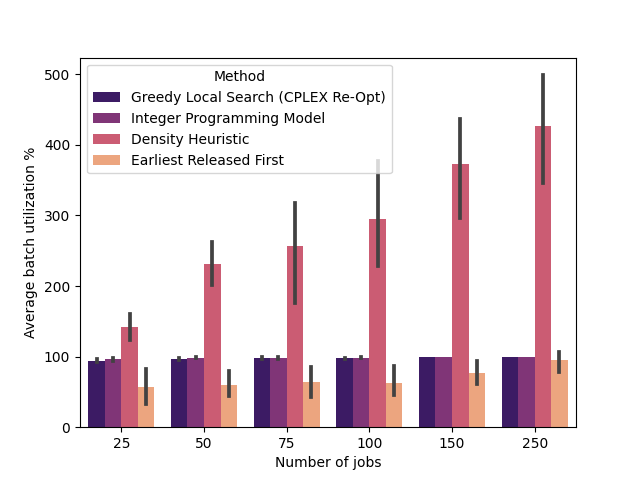 Method
Greedy Local Search (CPLEX Re-Opt)
Integer Programming Model
Density Heuristic
Earliest Released First
Average batch utilization %
500
400
300
200
100
0
25 50 75 100 150 250
Number of jobs